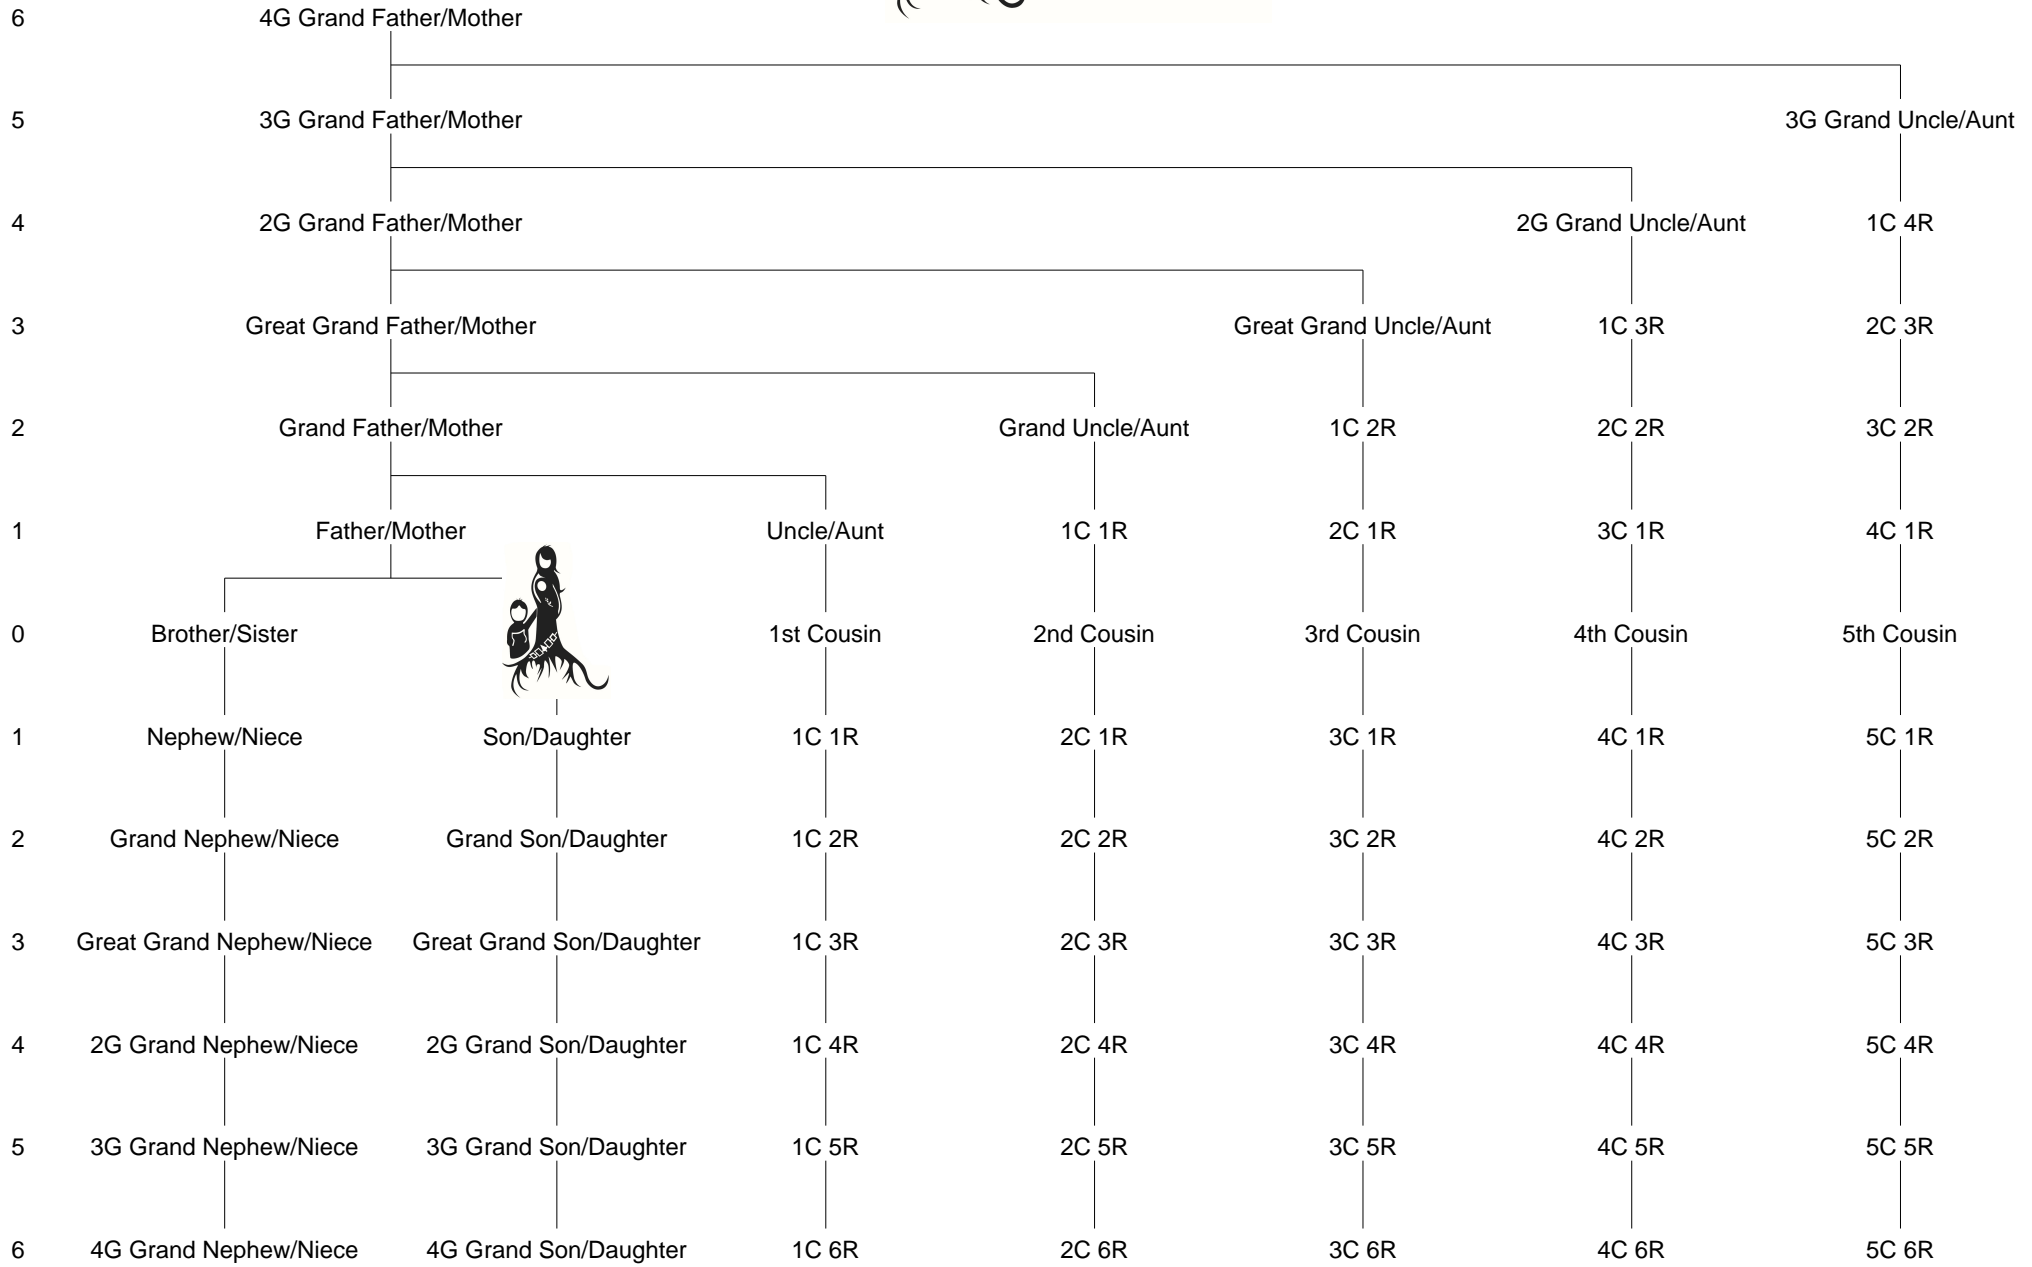 6 4G Grand Father/Mother
5 3G Grand Father/Mother 3G Grand Uncle/Aunt
4 2G Grand Father/Mother 2G Grand Uncle/Aunt 1C 4R
3 Great Grand Father/Mother Great Grand Uncle/Aunt 1C 3R 2C 3R
2 Grand Father/Mother Grand Uncle/Aunt 1C 2R 2C 2R 3C 2R
1 Father/Mother Uncle/Aunt 1C 1R 2C 1R 3C 1R 4C 1R
0 Brother/Sister 1st Cousin 2nd Cousin 3rd Cousin 4th Cousin 5th Cousin
1 Nephew/Niece Son/Daughter 1C 1R 2C 1R 3C 1R 4C 1R 5C 1R
2 Grand Nephew/Niece Grand Son/Daughter 1C 2R 2C 2R 3C 2R 4C 2R 5C 2R
3 Great Grand Nephew/Niece Great Grand Son/Daughter 1C 3R 2C 3R 3C 3R 4C 3R 5C 3R
4 2G Grand Nephew/Niece 2G Grand Son/Daughter 1C 4R 2C 4R 3C 4R 4C 4R 5C 4R
5 3G Grand Nephew/Niece 3G Grand Son/Daughter 1C 5R 2C 5R 3C 5R 4C 5R 5C 5R
6 4G Grand Nephew/Niece 4G Grand Son/Daughter 1C 6R 2C 6R 3C 6R 4C 6R 5C 6R